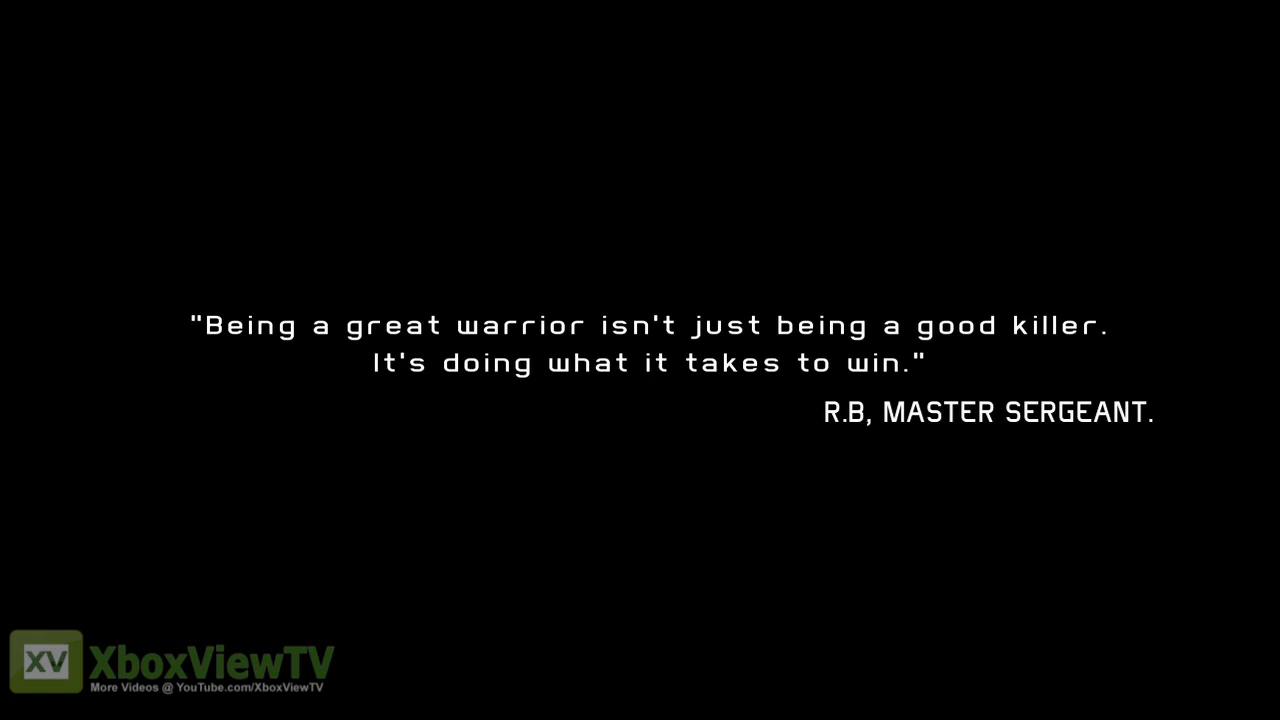 "Being a great warrior isn't just being a good killer.
It's doing what it takes to win."
R.B, MASTER SERGEANT.
XV XboxViewTV
More Videos @ YouTube.com/XboxViewTV